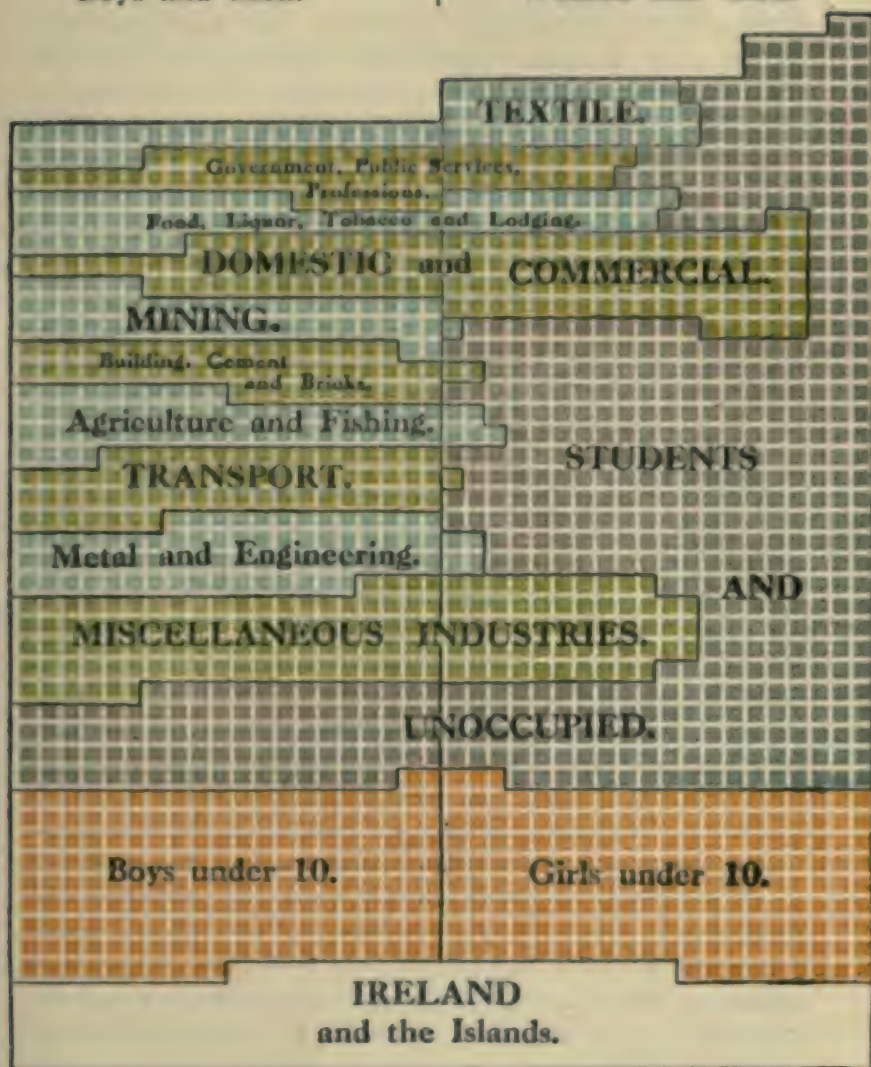 TEXTILE.
Government, Public Services,
Professions.
Food, Liquor, Tobacco and Lodging.
DOMESTIC and COMMERCIAL.
MINING.
Building, Cement
and Bricks.
Agriculture and Fishing.
STUDENTS
TRANSPORT.
Metal and Engineering.
AND
MISCELLANEOUS INDUSTRIES.
UNOCCUPIED.
Boys under 10.
Girls under 10.
IRELAND
and the Islands.